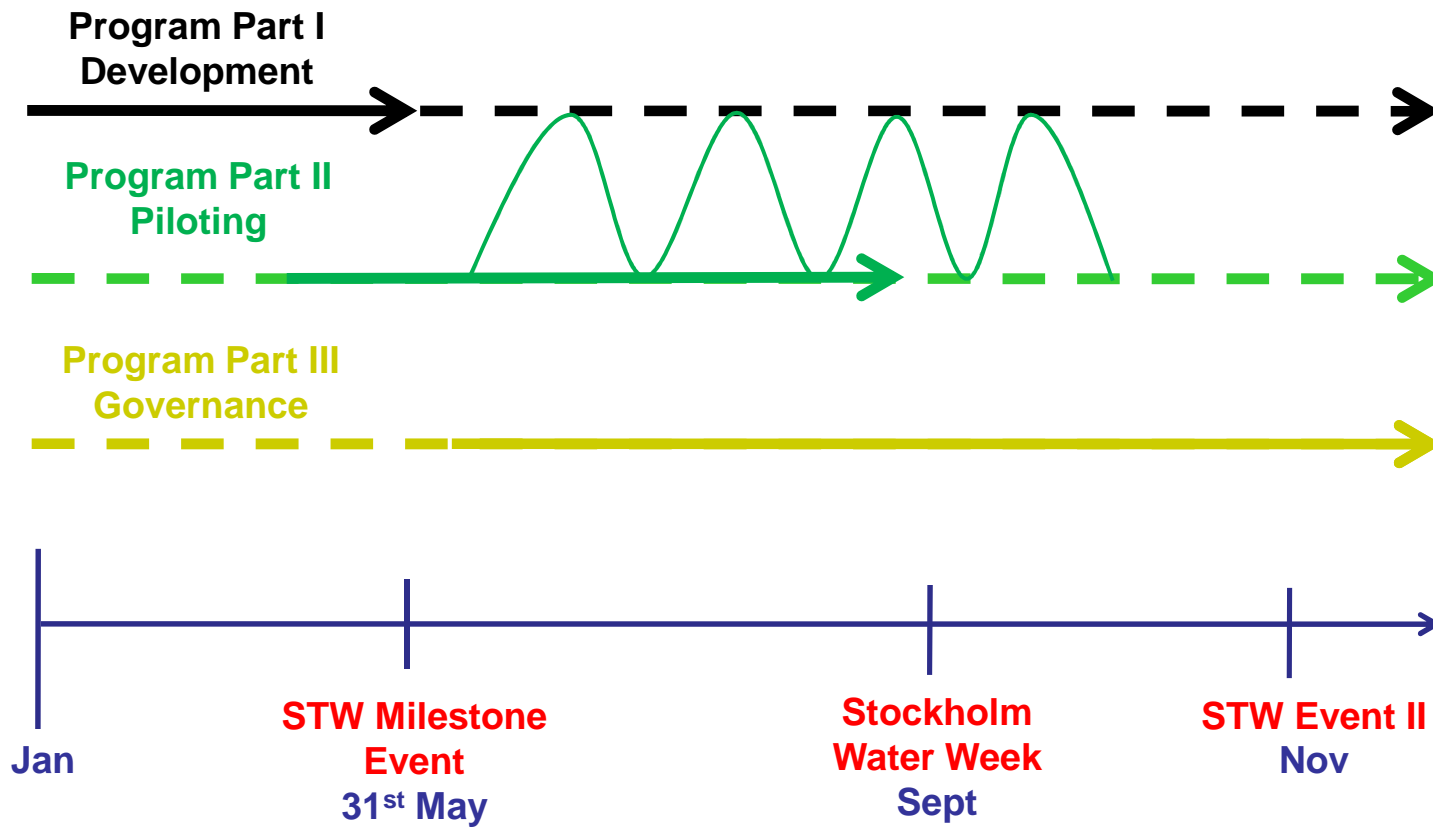 Program Part I
Development
Program Part II
Piloting
Program Part III
Governance
Jan
STW Milestone
Event
31st May
Stockholm
Water Week
Sept
STW Event II
Nov